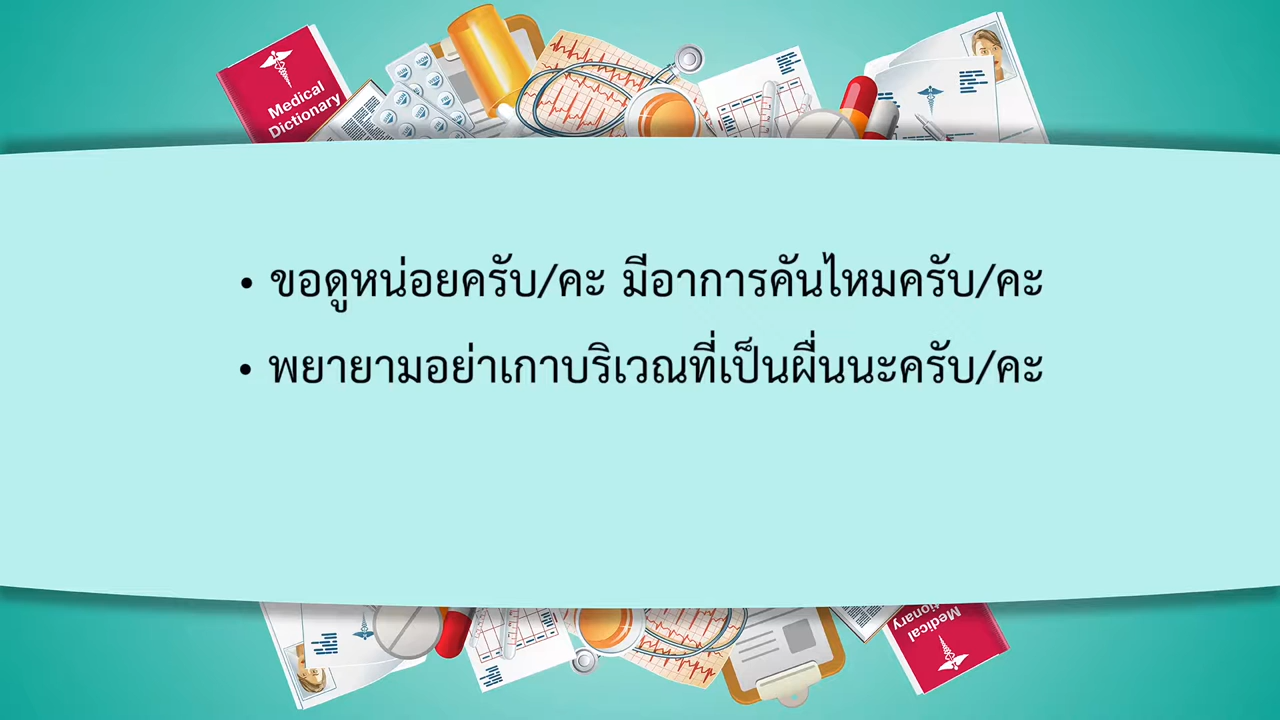 Medical
Dictionary
• ขอดูหน่อยครับ/คะ มีอาการคันไหมครับ/คะ
• พยายามอย่าเกาบริเวณที่เป็นผื่นนะครับ/คะ
Medical